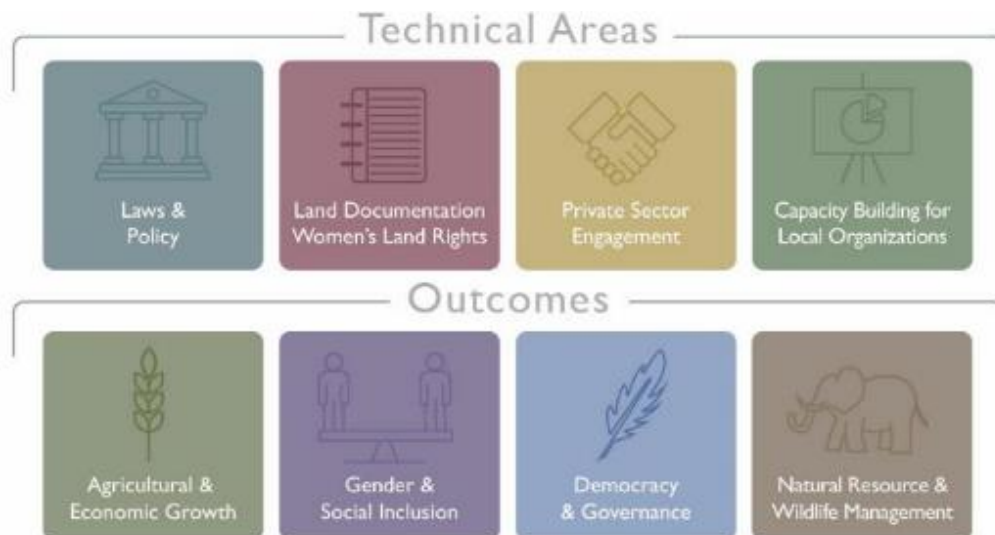 Technical Areas
Laws &
Policy
Land Documentation
Women's Land Rights
Private Sector
Engagement
Capacity Building for
Local Organizations
Outcomes
Agricultural &
Economic Growth
Gender &
Social Inclusion
Democracy
& Governance
Natural Resource &
Wildlife Management